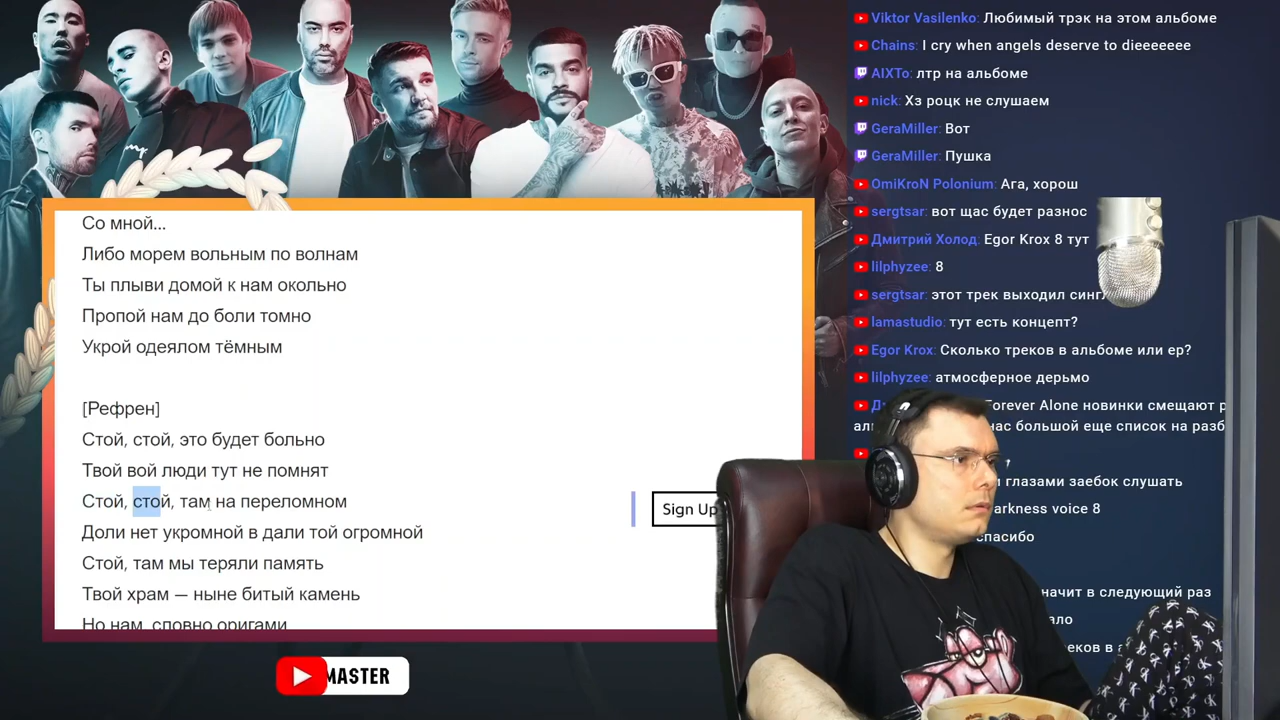 Со мной...
Либо морем вольным по волнам
Ты плыви домой к нам окольно
Пропой нам до боли томно
Укрой одеялом тёмным
[Рефрен]
Стой, стой, это будет больно
Твой вой люди тут не помнят
Стой, стой, там на переломном
Доли нет укромной в дали той огромной
Стой, там мы теряли память
Твой храм — ныне битый камень
Но нам, словно оригами
Sign Up
MASTER
Viktor Vasilenko: Любимый трэк на этом альбоме
Chains: I cry when angels deserve to dieeeeeee
AIXTo: лтр на альбоме
nick: Хз роцк не слушаем
GeraMiller: Вот
GeraMiller: Пушка
OmiKroN Polonium: Ага, хорош
sergtsar: вот щас будет разнос
Дмитрий Холод: Egor Krox 8 тут
lilphyzee: 8
sergtsar: этот трек выходил сингл
lamastudio: тут есть концепт?
Egor Krox: Сколько треков в альбоме или ер?
lilphyzee: атмосферное дерьмо
Forever Alone новинки смещают р
нас большой еще список на разб
и глазами заебок слушать
arkness voice 8
спасибо
начит в следующий раз
ало